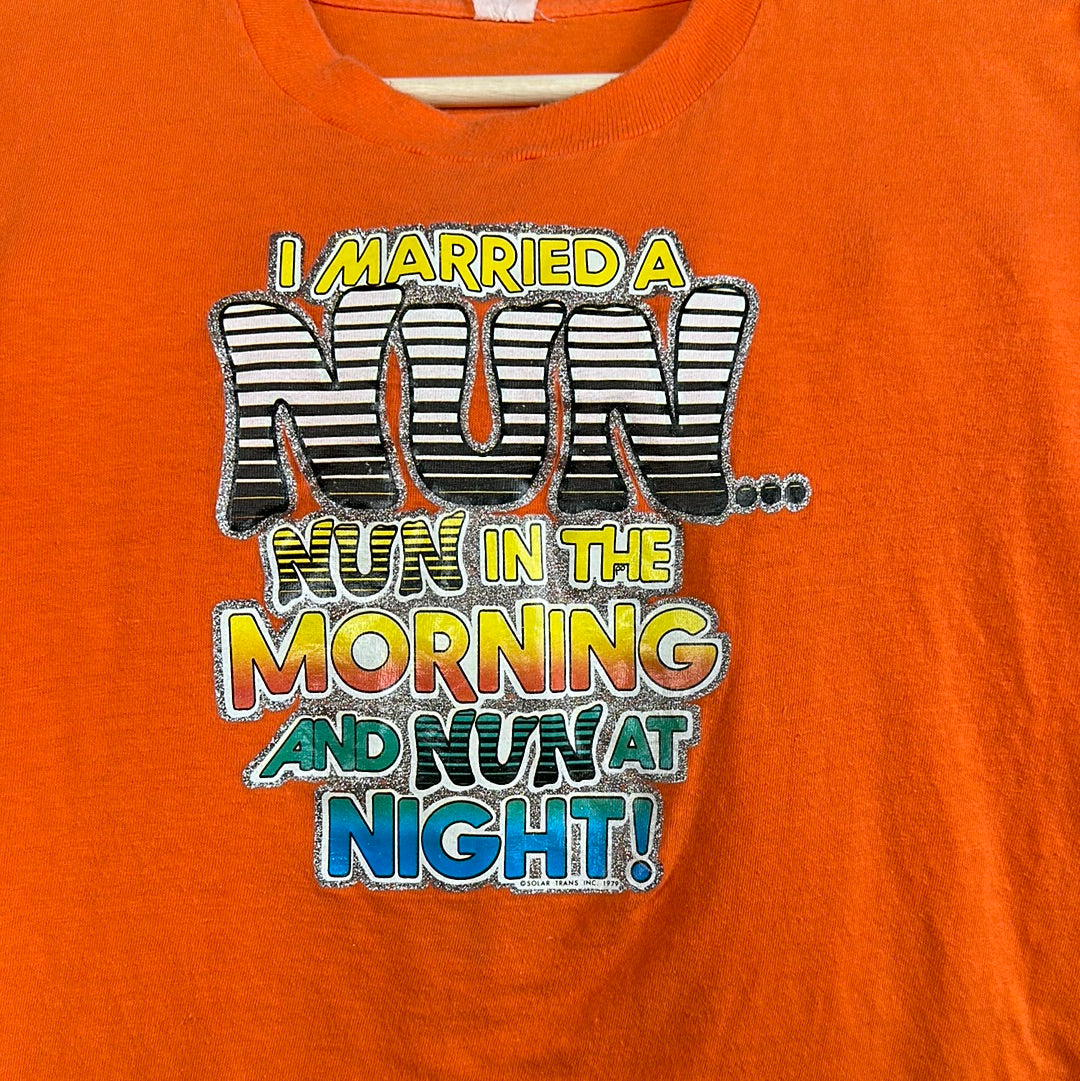 I MARRIED A
NUN...
NUN IN THE
MORNING
AND NUN AT
NIGHT!
©SOLAR TRANS INC. 1979